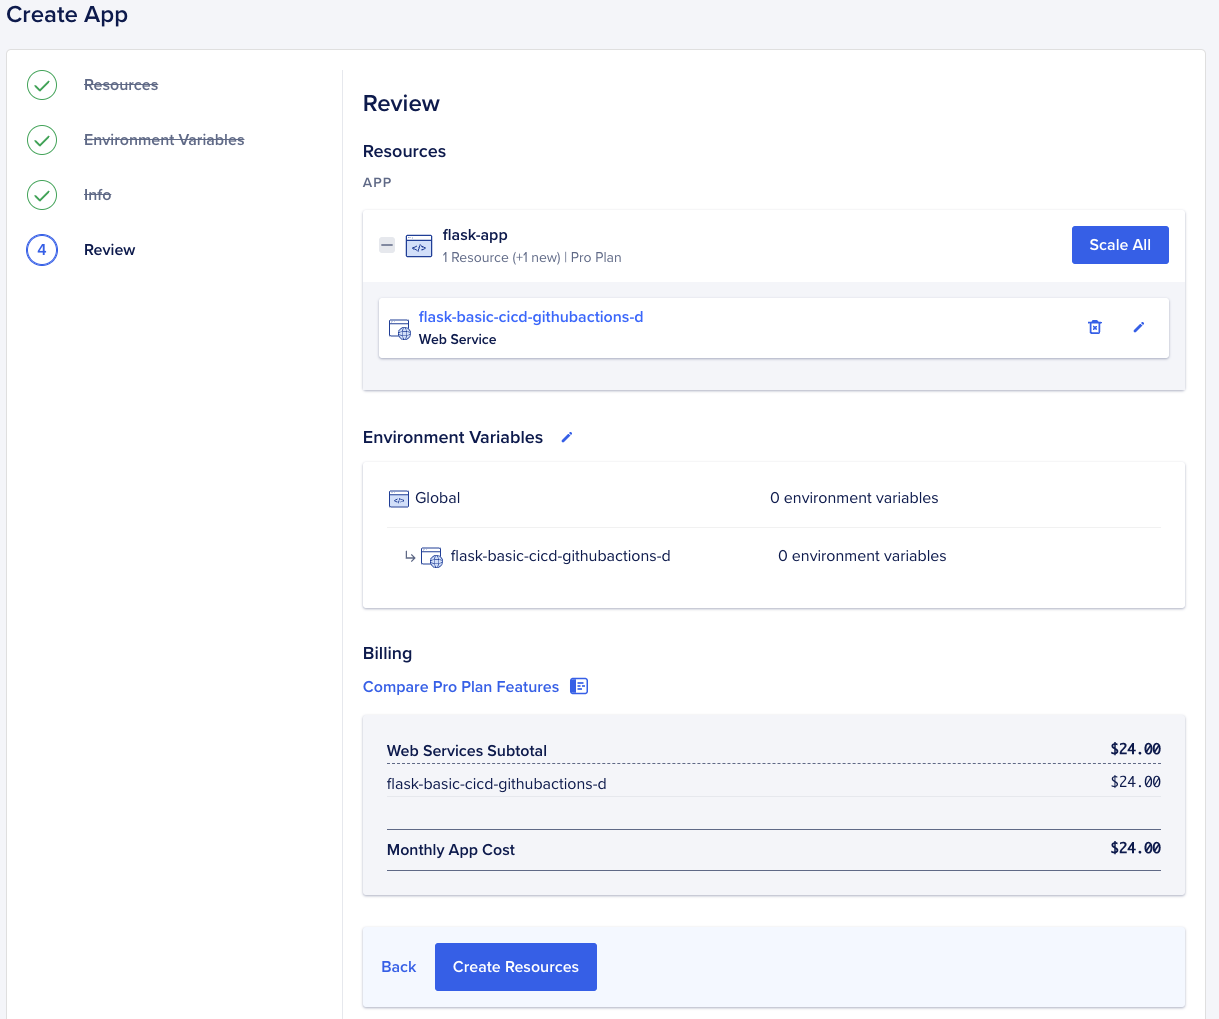 Create App
Resources
Environment Variables
Info
4 Review
Review
Resources
APP
flask-app
1 Resource (+1 new) | Pro Plan
Scale All
flask-basic-cicd-githubactions-d
Web Service
Environment Variables
Global 0 environment variables
flask-basic-cicd-githubactions-d 0 environment variables
Billing
Compare Pro Plan Features
Web Services Subtotal $24.00
flask-basic-cicd-githubactions-d $24.00
Monthly App Cost $24.00
Back Create Resources